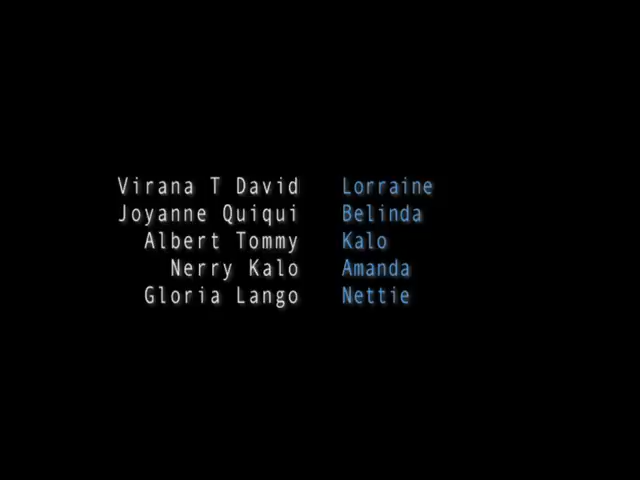 Virana T David Lorraine
Joyanne Quiqui Belinda
Albert Tommy Kalo
Nerry Kalo Amanda
Gloria Lango Nettie